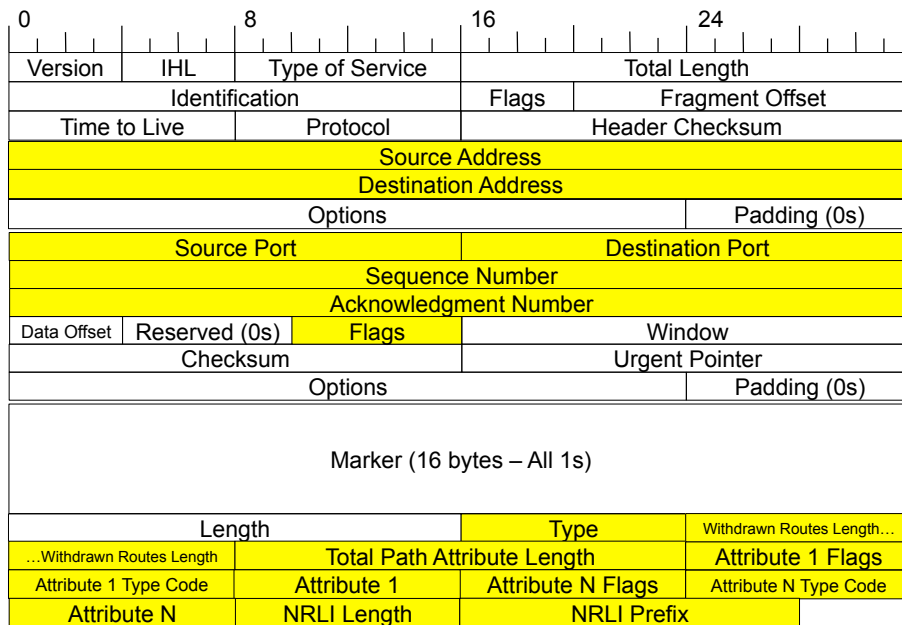 0 8 16 24
Version IHL Type of Service Total Length
Identification Flags Fragment Offset
Time to Live Protocol Header Checksum
Source Address
Destination Address
Options Padding (0s)
Source Port Destination Port
Sequence Number
Acknowledgment Number
Data Offset Reserved (0s) Flags Window
Checksum Urgent Pointer
Options Padding (0s)
Marker (16 bytes – All 1s)
Length Type Withdrawn Routes Length…
…Withdrawn Routes Length Total Path Attribute Length Attribute 1 Flags
Attribute 1 Type Code Attribute 1 Attribute N Flags Attribute N Type Code
Attribute N NRLI Length NRLI Prefix